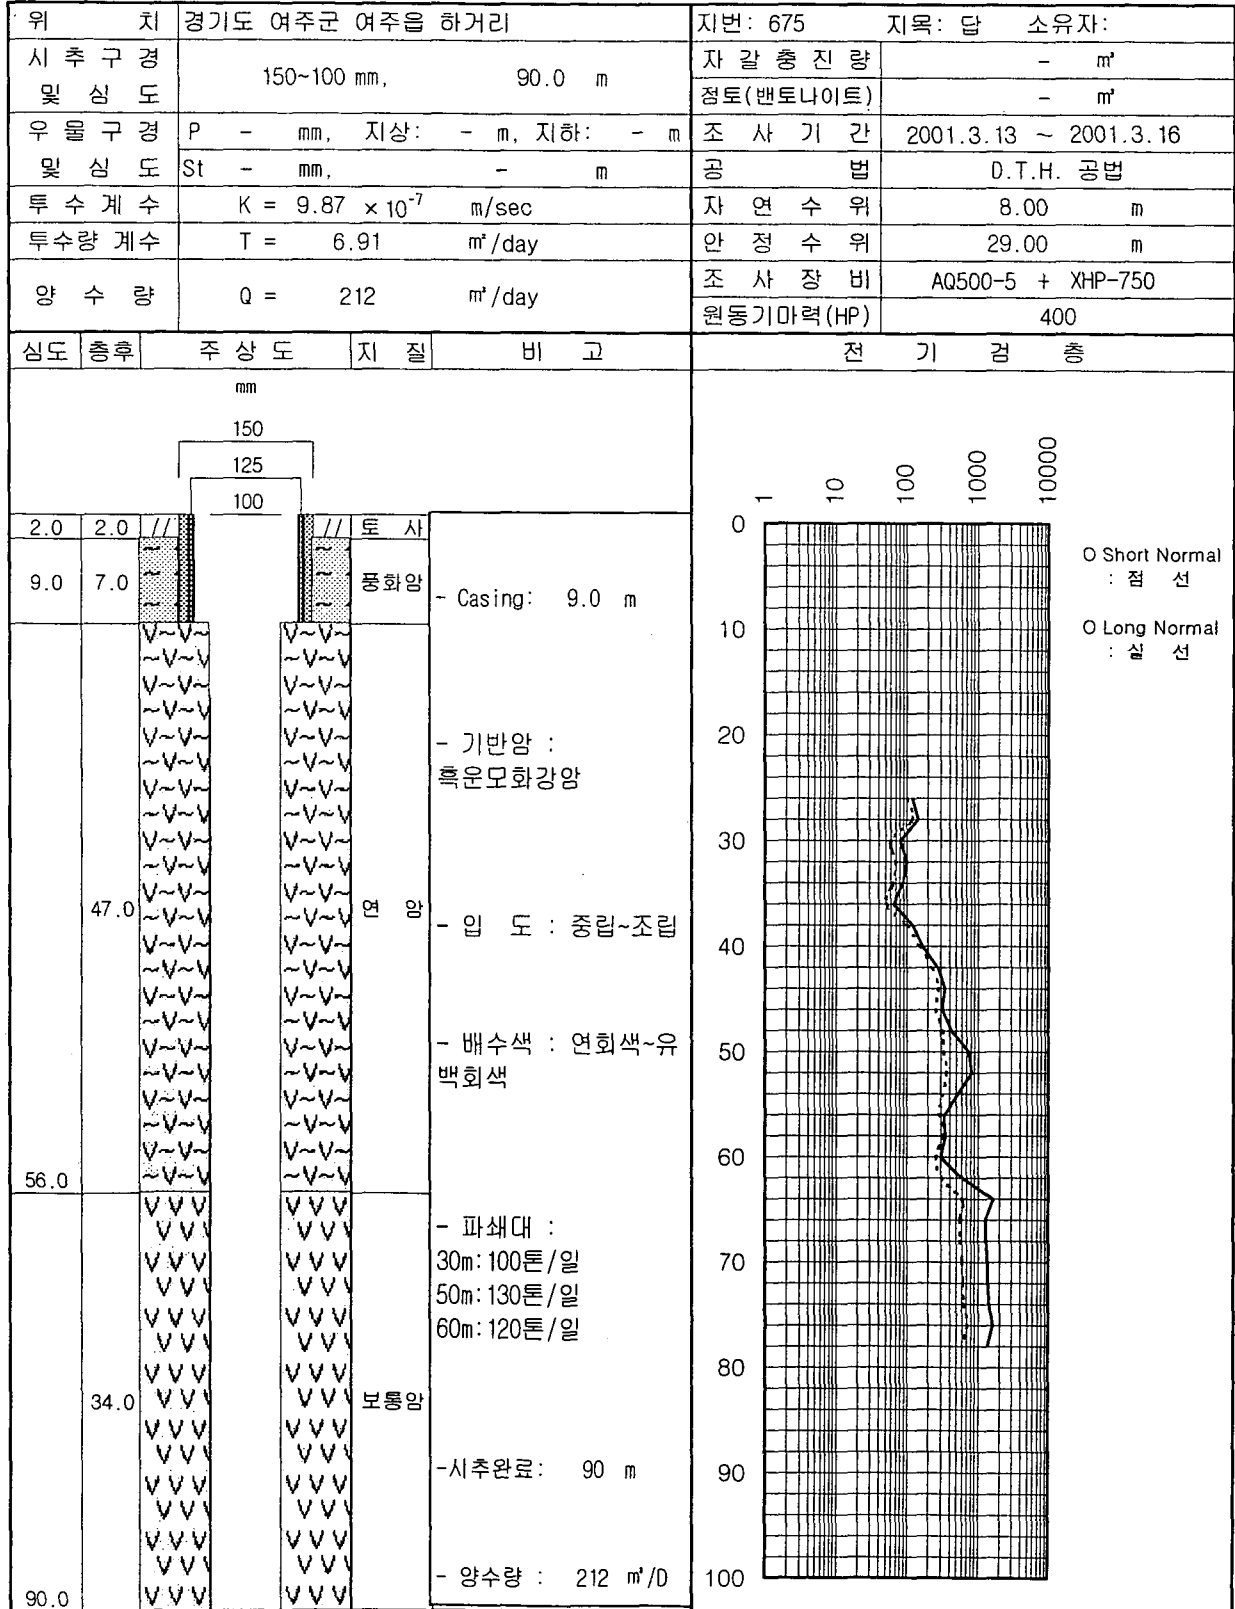 위 치 경기도 여주군 여주읍 하거리 지번: 675 지목: 답 소유자:
시 추 구 경 및 심 도 150~100 mm, 90.0 m
자 갈 충 진 량 - ㎥
점토(밴토나이트) - ㎥
우 물 구 경 및 심 도 P - mm, 지상: - m, 지하: - m
St - mm, - m
조 사 기 간 2001.3.13 ~ 2001.3.16
공 법 D.T.H. 공법
투 수 계 수 K = 9.87 ×10⁻⁷ m/sec
자 연 수 위 8.00 m
투수량 계수 T = 6.91 ㎡/day
안 정 수 위 29.00 m
양 수 량 Q = 212 ㎥/day
조 사 장 비 AQ500-5 + XHP-750
원동기마력(HP) 400
심도 층후 주 상 도 지 질 비 고 전 기 검 층
mm
150
125
100
2.0 2.0 토 사
9.0 7.0 풍화암
- Casing: 9.0 m
- 기반암 :
흑운모화강암
47.0 연 암
- 입 도 : 중립~조립
- 배수색 : 연회색~유
백회색
56.0
- 파쇄대 :
30m:100톤/일
50m:130톤/일
60m:120톤/일
34.0 보통암
-시추완료: 90 m
- 양수량 : 212 ㎥/D
90.0
1 10 100 1000 10000
0
10
20
30
40
50
60
70
80
90
100
O Short Normal
: 점 선
O Long Normal
: 실 선